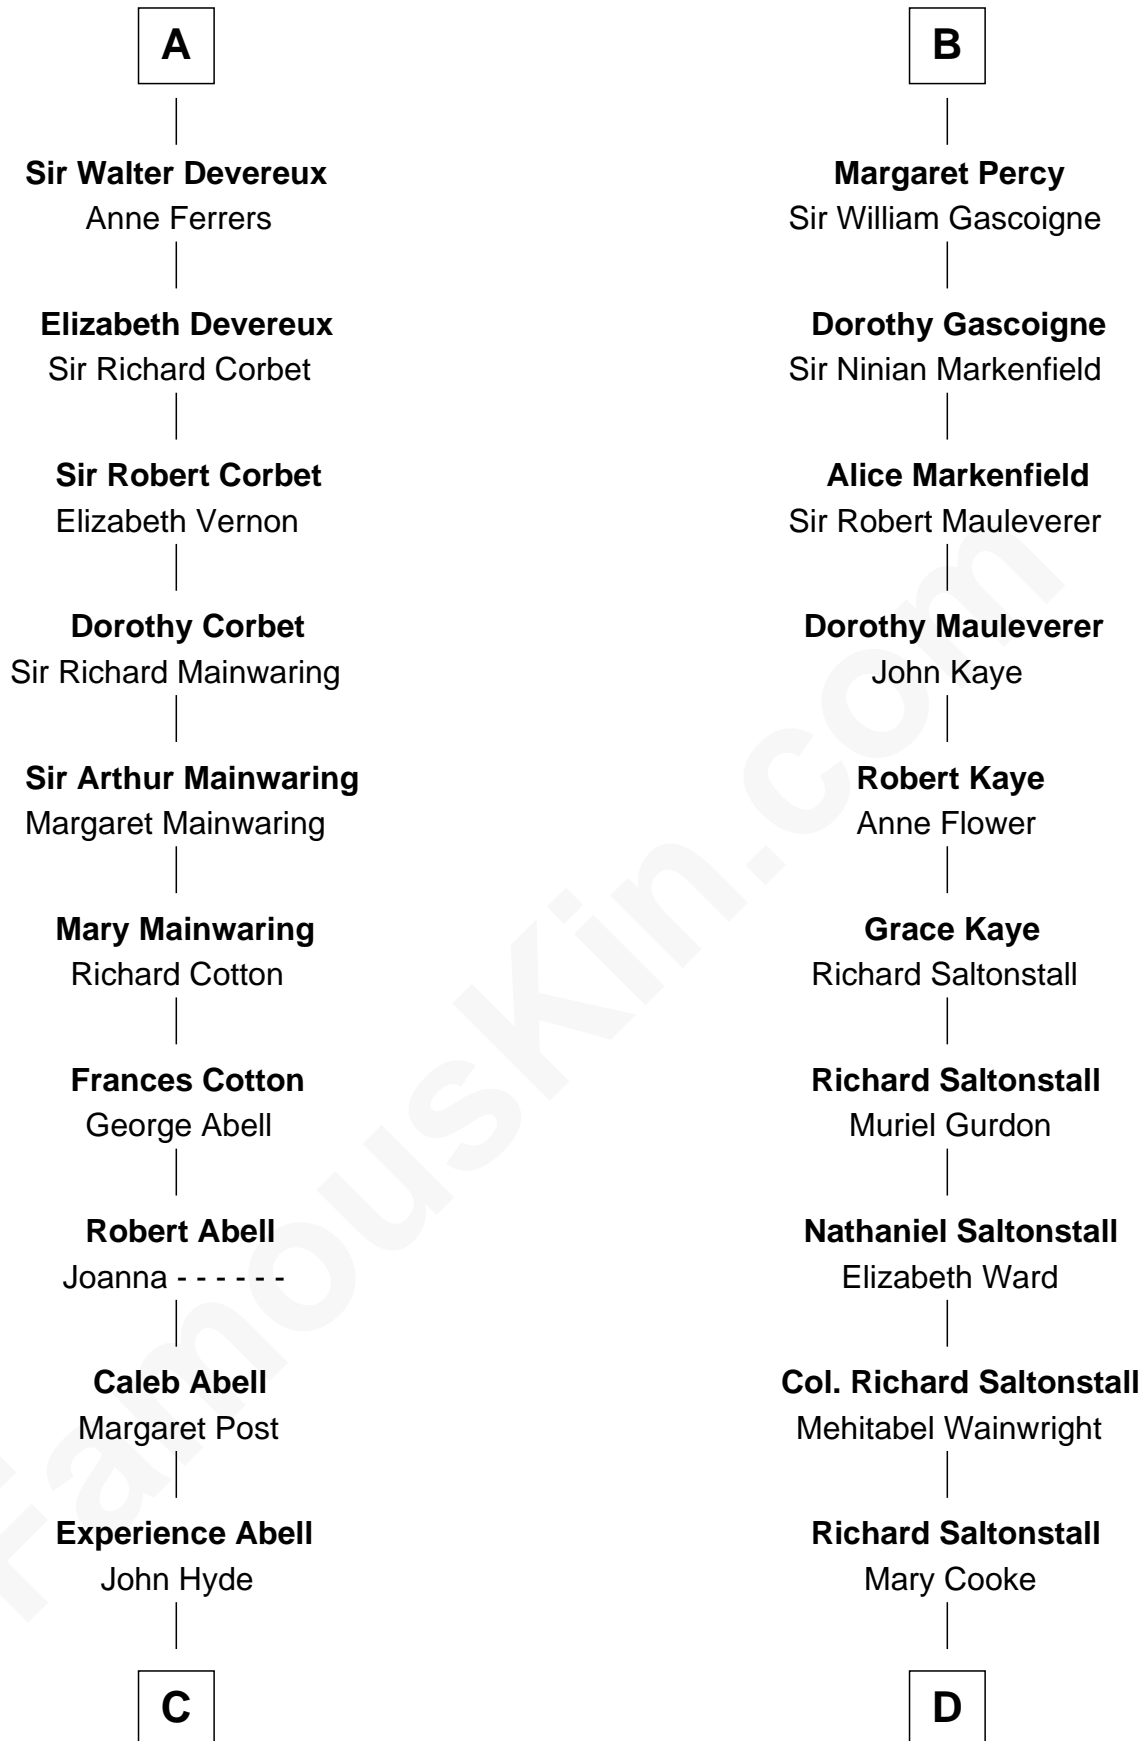 A
Sir Walter Devereux
Anne Ferrers
Elizabeth Devereux
Sir Richard Corbet
Sir Robert Corbet
Elizabeth Vernon
Dorothy Corbet
Sir Richard Mainwaring
Sir Arthur Mainwaring
Margaret Mainwaring
Mary Mainwaring
Richard Cotton
Frances Cotton
George Abell
Robert Abell
Joanna - - - - - -
Caleb Abell
Margaret Post
Experience Abell
John Hyde
C
B
Margaret Percy
Sir William Gascoigne
Dorothy Gascoigne
Sir Ninian Markenfield
Alice Markenfield
Sir Robert Mauleverer
Dorothy Mauleverer
John Kaye
Robert Kaye
Anne Flower
Grace Kaye
Richard Saltonstall
Richard Saltonstall
Muriel Gurdon
Nathaniel Saltonstall
Elizabeth Ward
Col. Richard Saltonstall
Mehitabel Wainwright
Richard Saltonstall
Mary Cooke
D
FamousKin.com